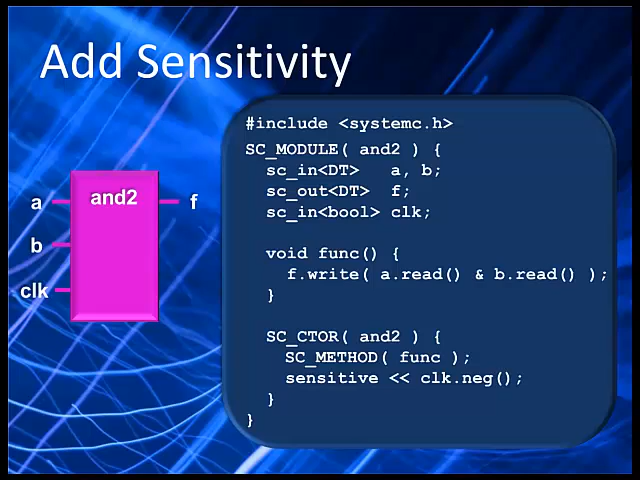 Add Sensitivity
a
b
clk
and2
f
#include <systemc.h>
SC_MODULE( and2 ) {
sc_in<DT> a, b;
sc_out<DT> f;
sc_in<bool> clk;
void func() {
f.write( a.read() & b.read() );
}
SC_CTOR( and2 ) {
SC_METHOD( func );
sensitive << clk.neg();
}
}